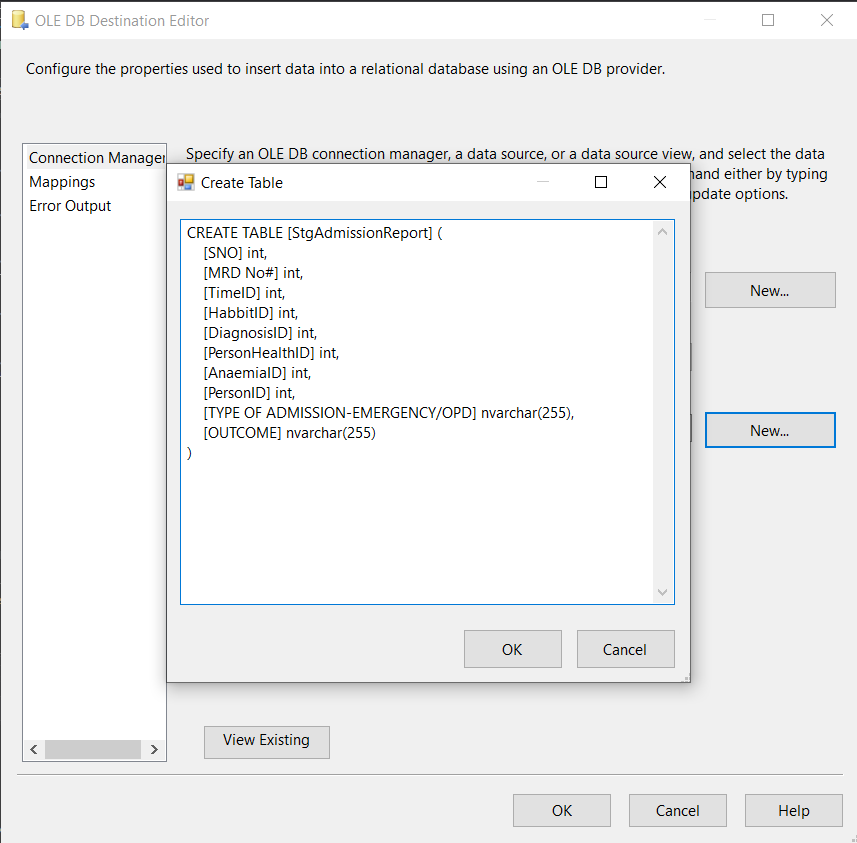 OLE DB Destination Editor
Configure the properties used to insert data into a relational database using an OLE DB provider.
Connection Manager
Mappings
Error Output
Specify an OLE DB connection manager, a data source, or a data source view, and select the data
mand either by typing
update options.
Create Table
CREATE TABLE [StgAdmissionReport] (
[SNO] int,
[MRD No#] int,
[TimeID] int,
[HabbitID] int,
[DiagnosisID] int,
[PersonHealthID] int,
[AnaemiaID] int,
[PersonID] int,
[TYPE OF ADMISSION-EMERGENCY/OPD] nvarchar(255),
[OUTCOME] nvarchar(255)
)
OK
Cancel
New...
New...
View Existing
OK
Cancel
Help